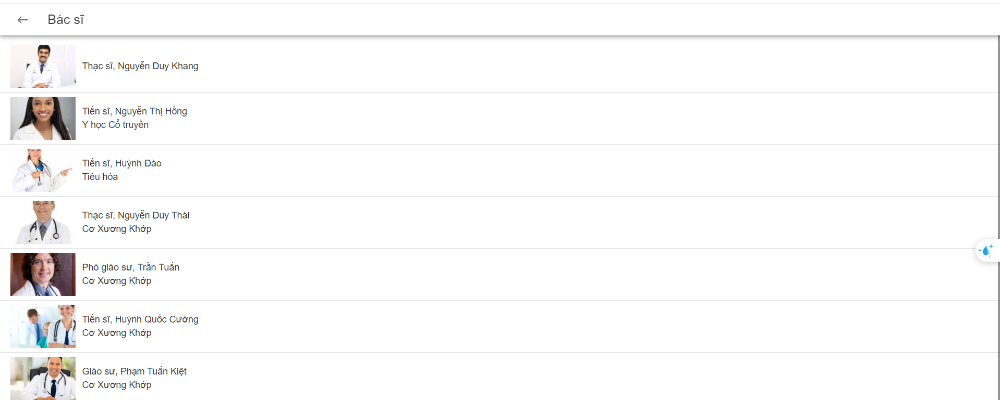 Bác sĩ
Thạc sĩ, Nguyễn Duy Khang
Tiến sĩ, Nguyễn Thị Hồng
Y học Cổ truyền
Tiến sĩ, Huỳnh Đào
Tiêu hóa
Thạc sĩ, Nguyễn Duy Thái
Cơ Xương Khớp
Phó giáo sư, Trần Tuấn
Cơ Xương Khớp
Tiến sĩ, Huỳnh Quốc Cường
Cơ Xương Khớp
Giáo sư, Phạm Tuấn Kiệt
Cơ Xương Khớp